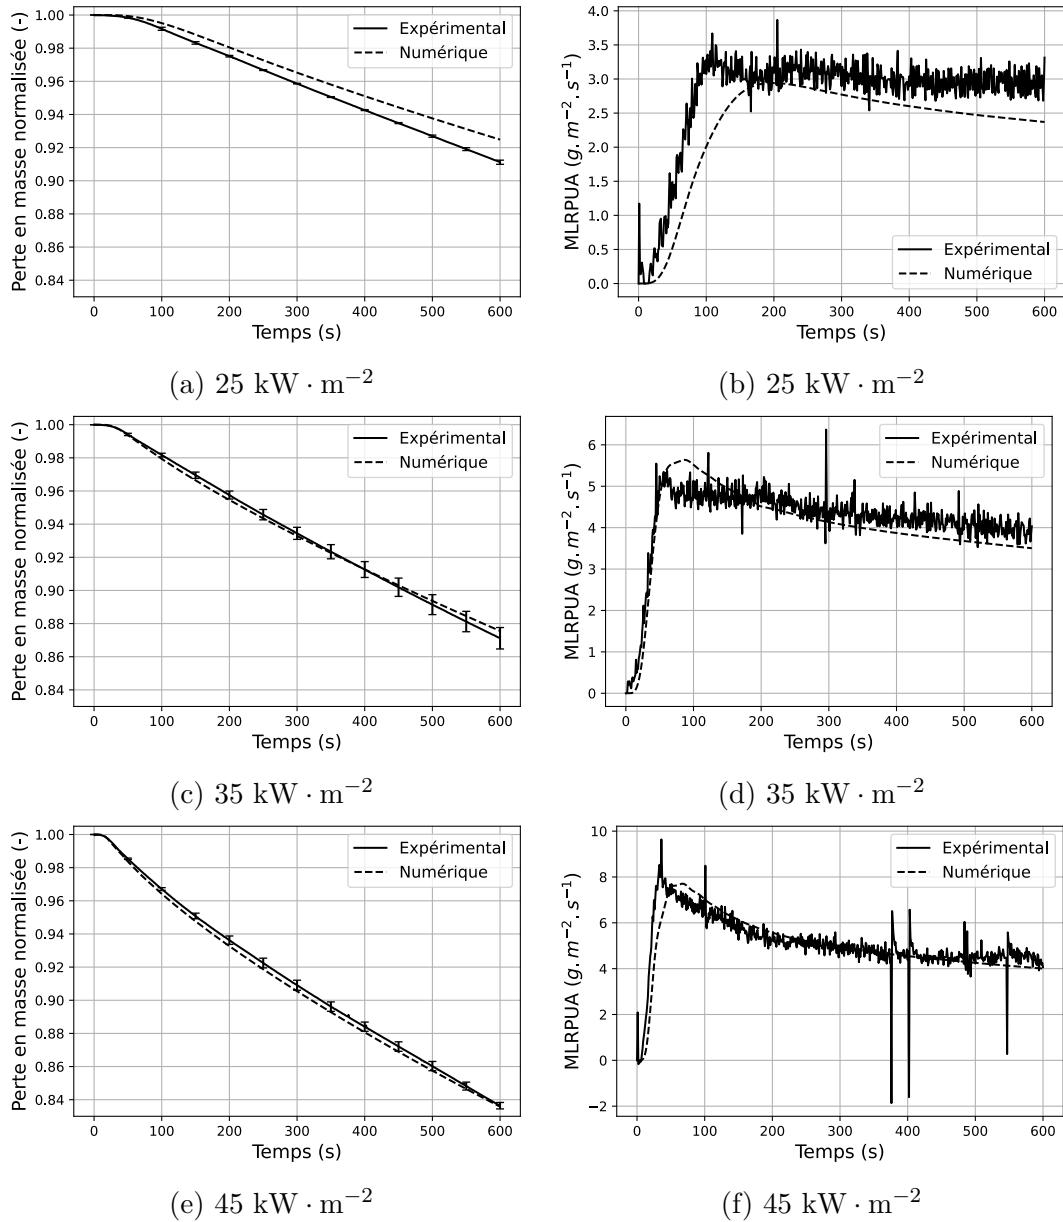 Perte en masse normalisée (-)
1.00
0.98
0.96
0.94
0.92
0.90
0.88
0.86
0.84
0 100 200 300 400 500 600
Temps (s)
Expérimental
Numérique
(a) 25 kW · m⁻²
MLRPUA (g.m⁻².s⁻¹)
4.0
3.5
3.0
2.5
2.0
1.5
1.0
0.5
0.0
0 100 200 300 400 500 600
Temps (s)
Expérimental
Numérique
(b) 25 kW · m⁻²
Perte en masse normalisée (-)
1.00
0.98
0.96
0.94
0.92
0.90
0.88
0.86
0.84
0 100 200 300 400 500 600
Temps (s)
Expérimental
Numérique
(c) 35 kW · m⁻²
MLRPUA (g.m⁻².s⁻¹)
6
5
4
3
2
1
0
0 100 200 300 400 500 600
Temps (s)
Expérimental
Numérique
(d) 35 kW · m⁻²
Perte en masse normalisée (-)
1.00
0.98
0.96
0.94
0.92
0.90
0.88
0.86
0.84
0 100 200 300 400 500 600
Temps (s)
Expérimental
Numérique
(e) 45 kW · m⁻²
MLRPUA (g.m⁻².s⁻¹)
10
8
6
4
2
0
−2
0 100 200 300 400 500 600
Temps (s)
Expérimental
Numérique
(f) 45 kW · m⁻²